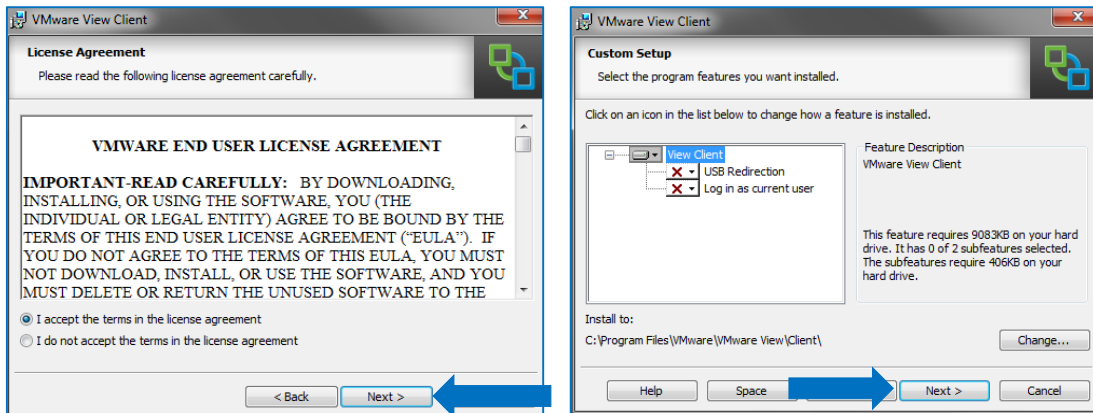 VMware View Client
License Agreement
Please read the following license agreement carefully.
VMWARE END USER LICENSE AGREEMENT
IMPORTANT-READ CAREFULLY: BY DOWNLOADING,
INSTALLING, OR USING THE SOFTWARE, YOU (THE
INDIVIDUAL OR LEGAL ENTITY) AGREE TO BE BOUND BY THE
TERMS OF THIS END USER LICENSE AGREEMENT (“EULA”). IF
YOU DO NOT AGREE TO THE TERMS OF THIS EULA, YOU MUST
NOT DOWNLOAD, INSTALL, OR USE THE SOFTWARE, AND YOU
MUST DELETE OR RETURN THE UNUSED SOFTWARE TO THE
I accept the terms in the license agreement
I do not accept the terms in the license agreement
< Back Next >
VMware View Client
Custom Setup
Select the program features you want installed.
Click on an icon in the list below to change how a feature is installed.
View Client
USB Redirection
Log in as current user
Feature Description
VMware View Client
This feature requires 9083KB on your hard
drive. It has 0 of 2 subfeatures selected.
The subfeatures require 406KB on your
hard drive.
Install to:
C:\Program Files\VMware\VMware View\Client\
Change...
Help Space Next > Cancel